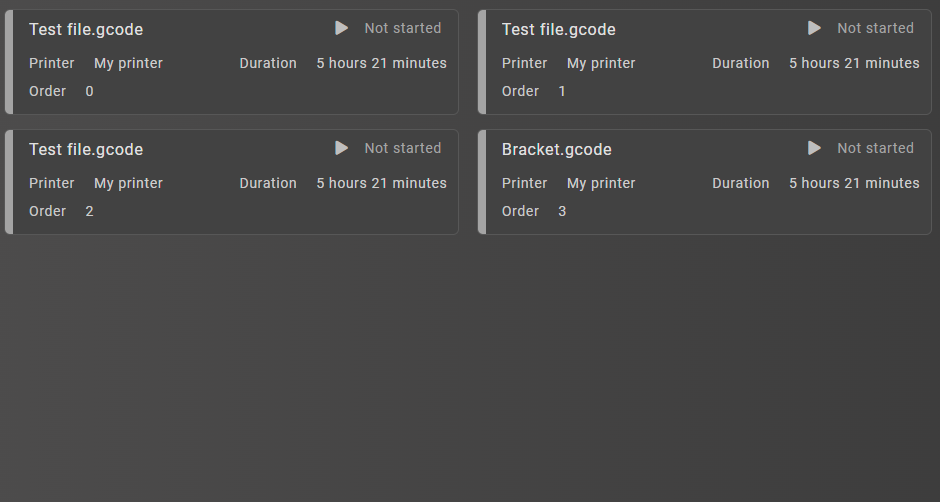 Test file.gcode Not started
Printer My printer Duration 5 hours 21 minutes
Order 0
Test file.gcode Not started
Printer My printer Duration 5 hours 21 minutes
Order 1
Test file.gcode Not started
Printer My printer Duration 5 hours 21 minutes
Order 2
Bracket.gcode Not started
Printer My printer Duration 5 hours 21 minutes
Order 3